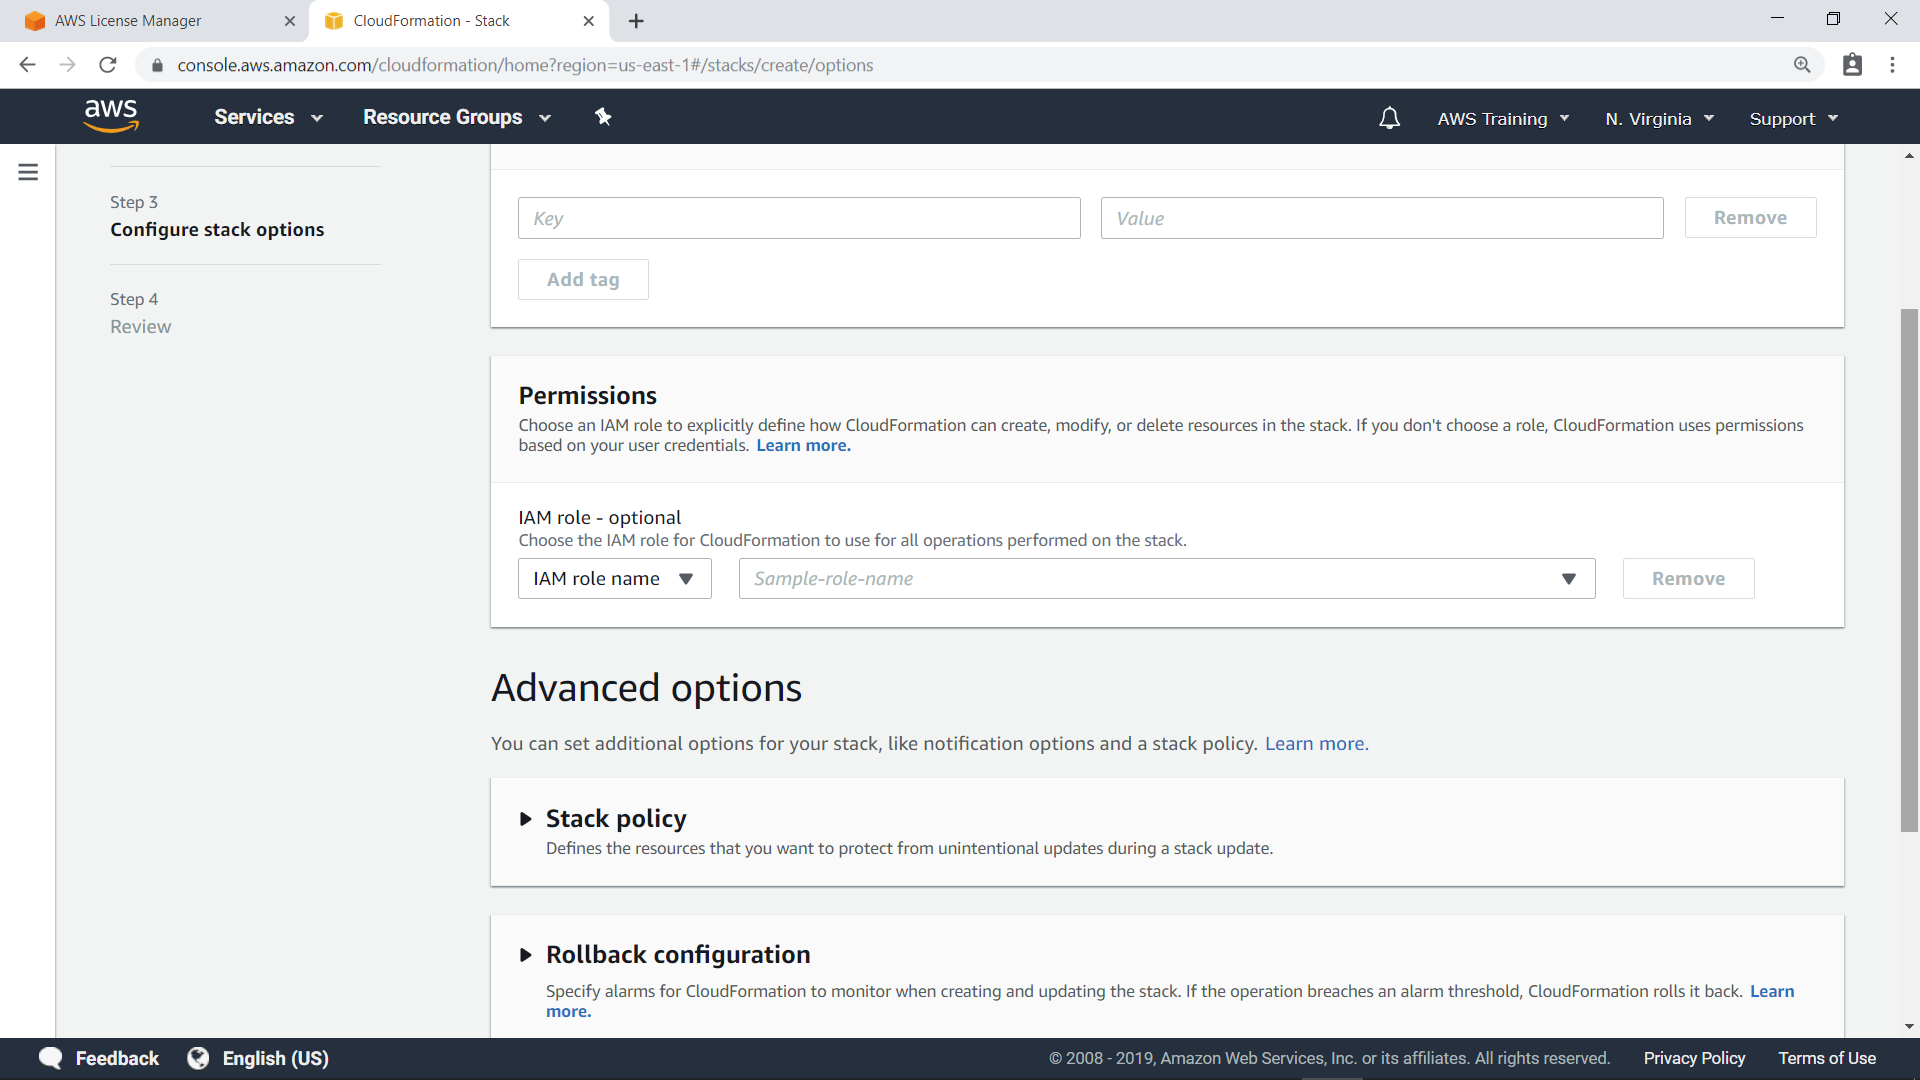 AWS License Manager
CloudFormation - Stack
console.aws.amazon.com/cloudformation/home?region=us-east-1#/stacks/create/options
aws
Services
Resource Groups
AWS Training
N. Virginia
Support
Step 3
Configure stack options
Step 4
Review
Key
Value
Remove
Add tag
Permissions
Choose an IAM role to explicitly define how CloudFormation can create, modify, or delete resources in the stack. If you don't choose a role, CloudFormation uses permissions
based on your user credentials. Learn more.
IAM role - optional
Choose the IAM role for CloudFormation to use for all operations performed on the stack.
IAM role name
Sample-role-name
Remove
Advanced options
You can set additional options for your stack, like notification options and a stack policy. Learn more.
Stack policy
Defines the resources that you want to protect from unintentional updates during a stack update.
Rollback configuration
Specify alarms for CloudFormation to monitor when creating and updating the stack. If the operation breaches an alarm threshold, CloudFormation rolls it back. Learn
more.
Feedback
English (US)
© 2008 - 2019, Amazon Web Services, Inc. or its affiliates. All rights reserved.
Privacy Policy
Terms of Use